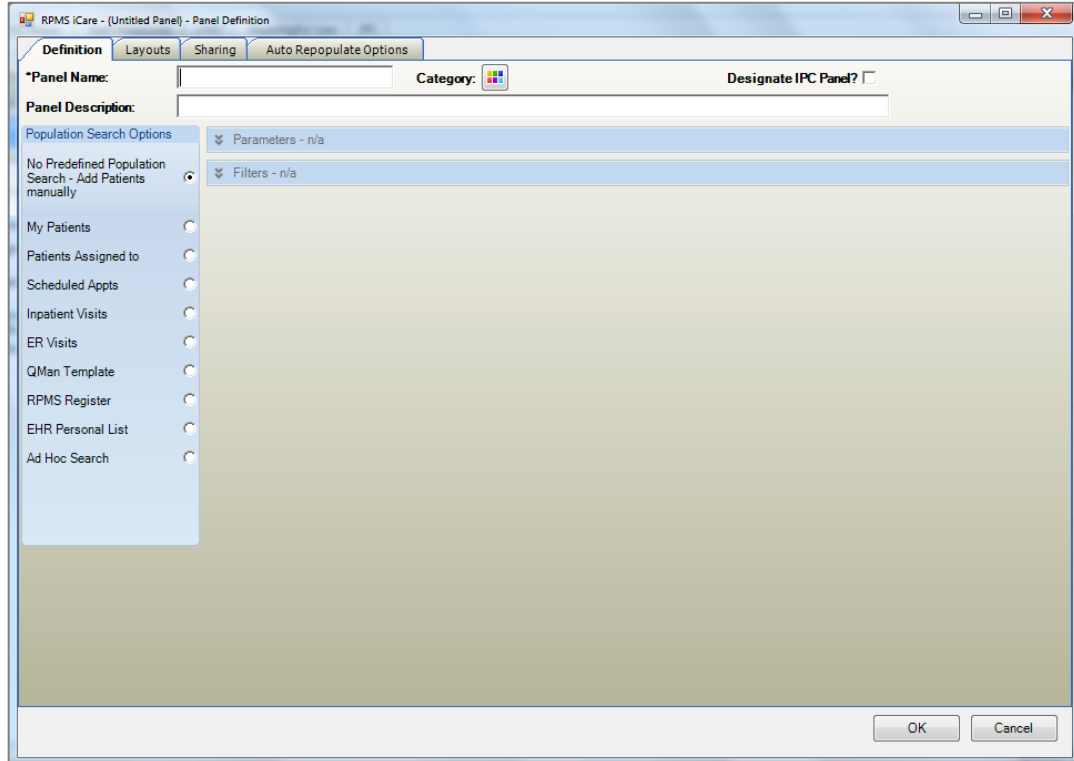 RPMS iCare - {Untitled Panel} - Panel Definition
Definition Layouts Sharing Auto Repopulate Options
*Panel Name: Category: Designate IPC Panel?
Panel Description:
Population Search Options
Parameters - n/a
Filters - n/a
No Predefined Population
Search - Add Patients
manually
My Patients
Patients Assigned to
Scheduled Appts
Inpatient Visits
ER Visits
QMan Template
RPMS Register
EHR Personal List
Ad Hoc Search
OK Cancel